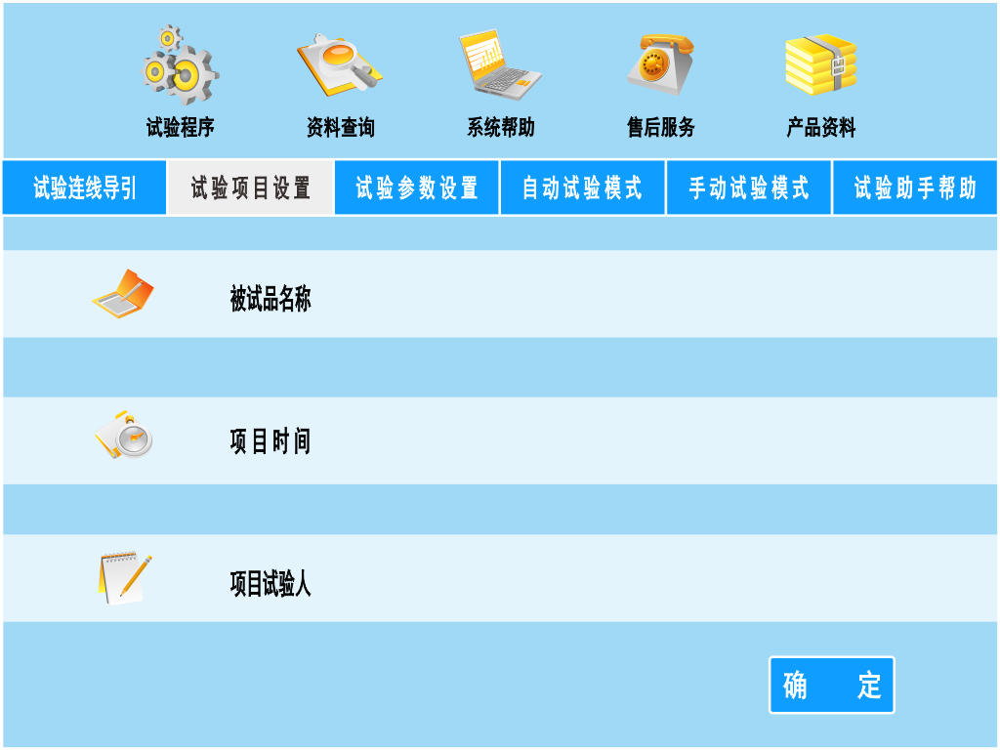 试验程序 资料查询 系统帮助 售后服务 产品资料
试验连线导引 试验项目设置 试验参数设置 自动试验模式 手动试验模式 试验助手帮助
被试品名称
项目时间
项目试验人
确 定